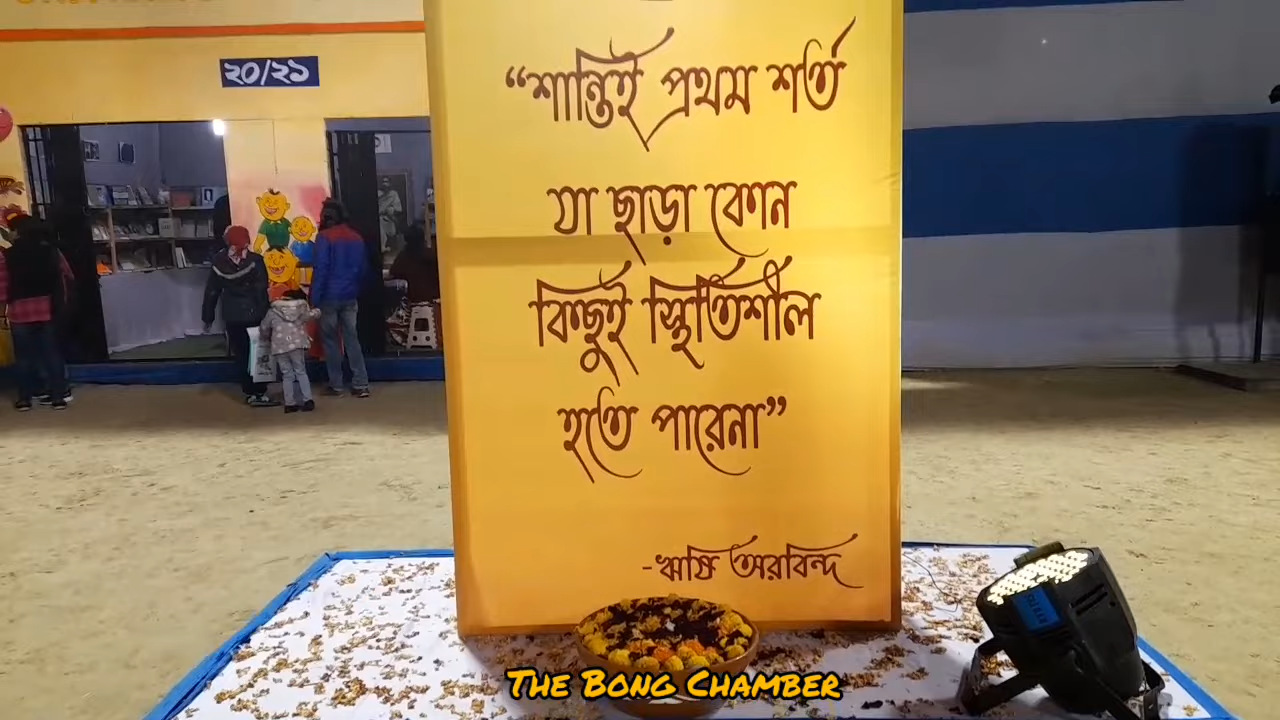 ২০/২১
“শান্তিই প্রথম শর্ত
যা ছাড়া কোন
কিছুই স্থিতিশীল
হতে পারেনা”
-ঋষি অরবিন্দ
The Bong Chamber